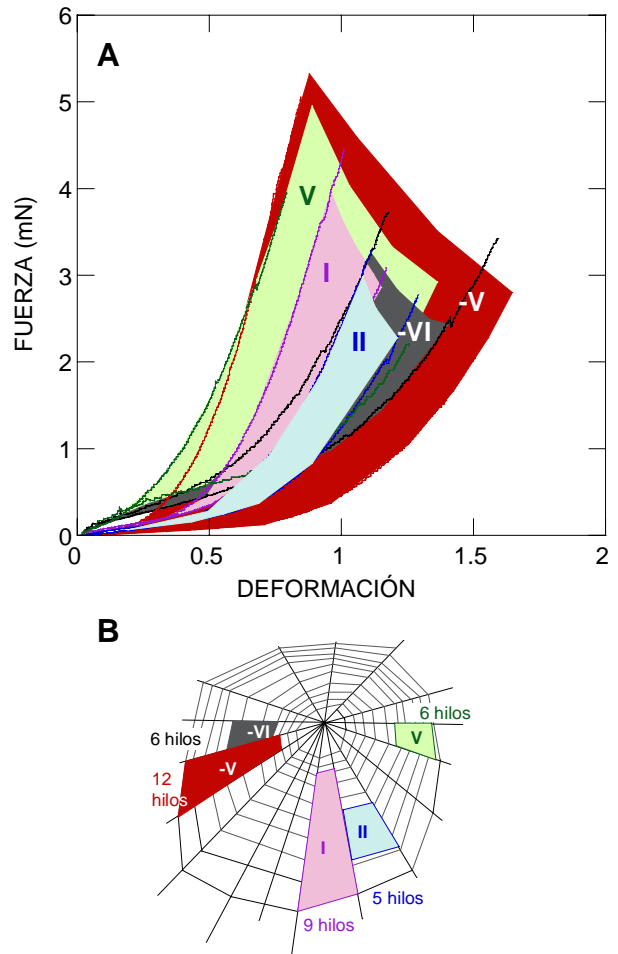 A
6
5
4
3
2
1
0
FUERZA (mN)
V
I
II
-VI
-V
0
0.5
1
1.5
2
DEFORMACIÓN
B
6 hilos
V
-VI
6 hilos
-V
12
hilos
II
I
5 hilos
9 hilos